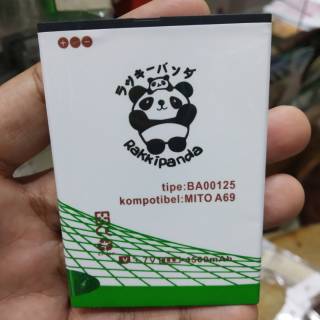 ラッキーパンダ
Rakkipanda
tipe:BA00125
kompotibel:MITO A69